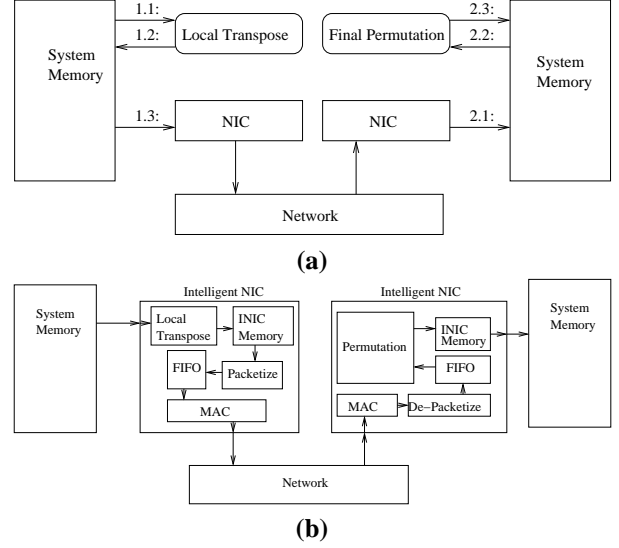 1.1:
1.2:
System
Memory
Local Transpose
Final Permutation
2.3:
2.2:
System
Memory
1.3:
NIC
NIC
2.1:
Network
(a)
Intelligent NIC
Intelligent NIC
System
Memory
Local
Transpose
INIC
Memory
FIFO
Packetize
MAC
Permutation
INIC
Memory
FIFO
MAC
De-Packetize
System
Memory
Network
(b)